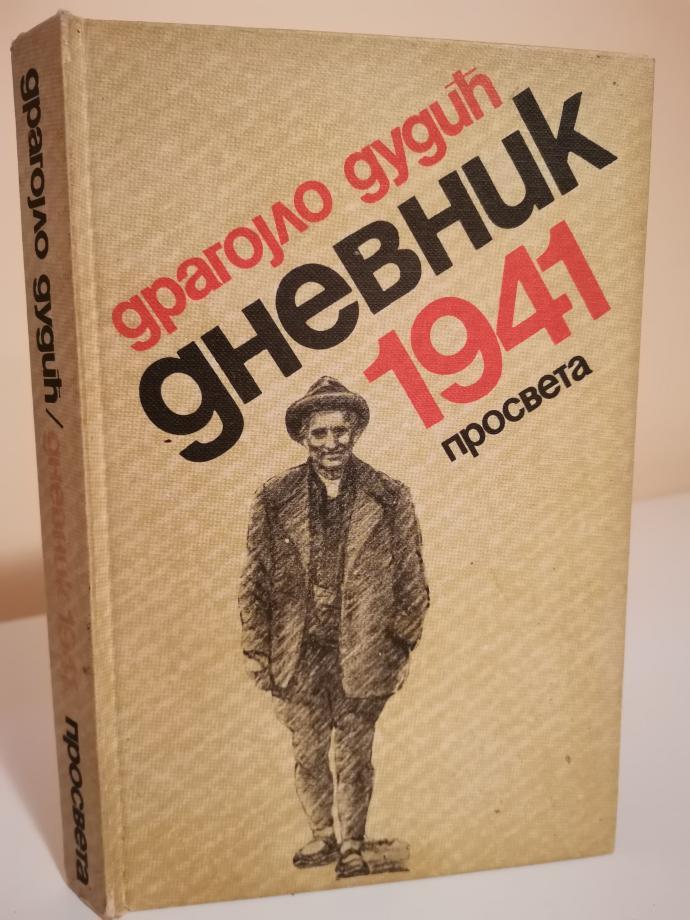 драгојло дудић
дневник
1941
просвета
драгојло дудић / дневник 1941
просвета